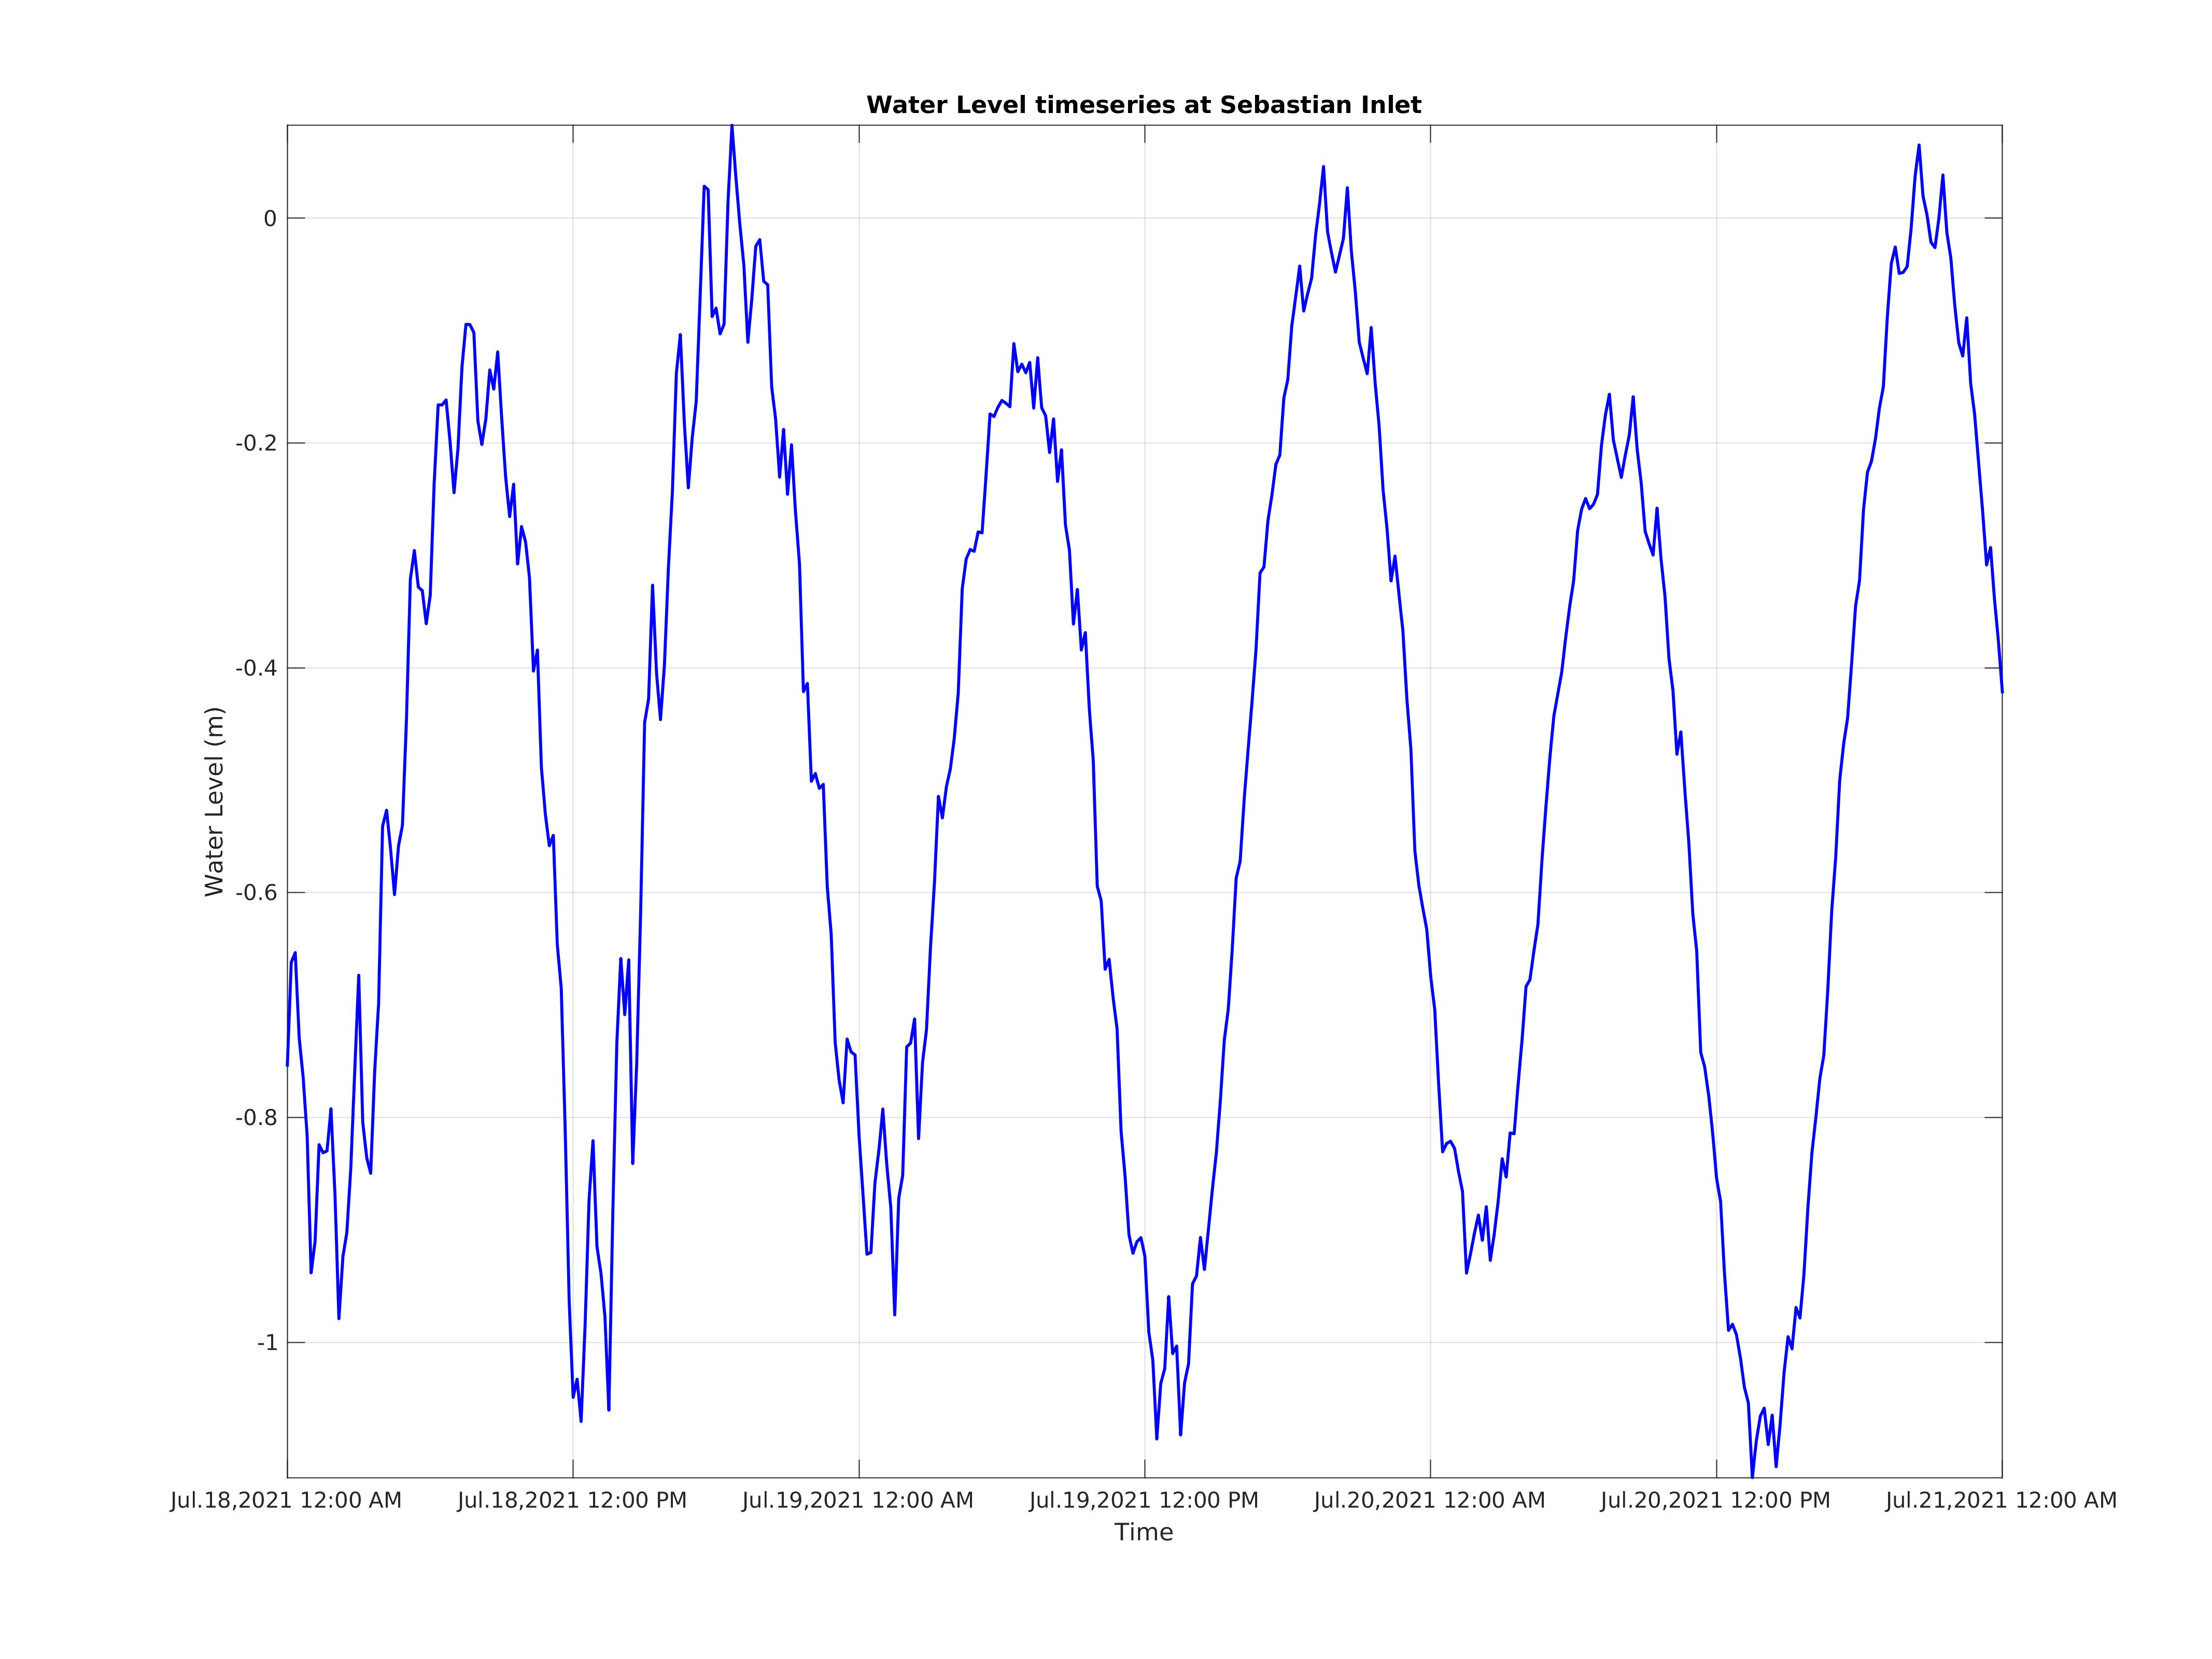 Water Level timeseries at Sebastian Inlet
0
-0.2
-0.4
-0.6
-0.8
-1
Water Level (m)
Jul.18,2021 12:00 AM
Jul.18,2021 12:00 PM
Jul.19,2021 12:00 AM
Jul.19,2021 12:00 PM
Jul.20,2021 12:00 AM
Jul.20,2021 12:00 PM
Jul.21,2021 12:00 AM
Time